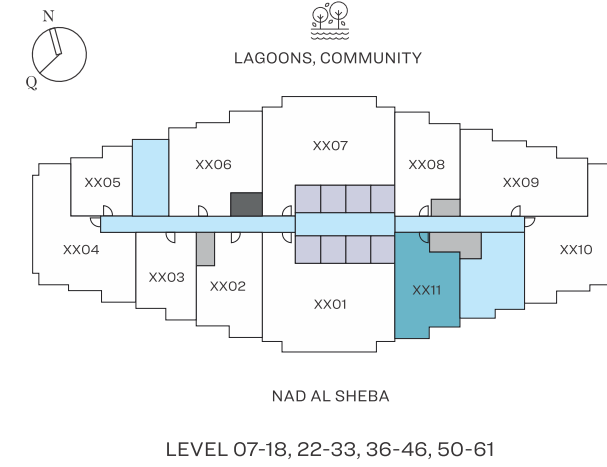 N
Q
LAGOONS, COMMUNITY
XX07
XX06
XX08
XX05
XX09
XX04
XX10
XX03
XX02
XX11
XX01
NAD AL SHEBA
LEVEL 07-18, 22-33, 36-46, 50-61